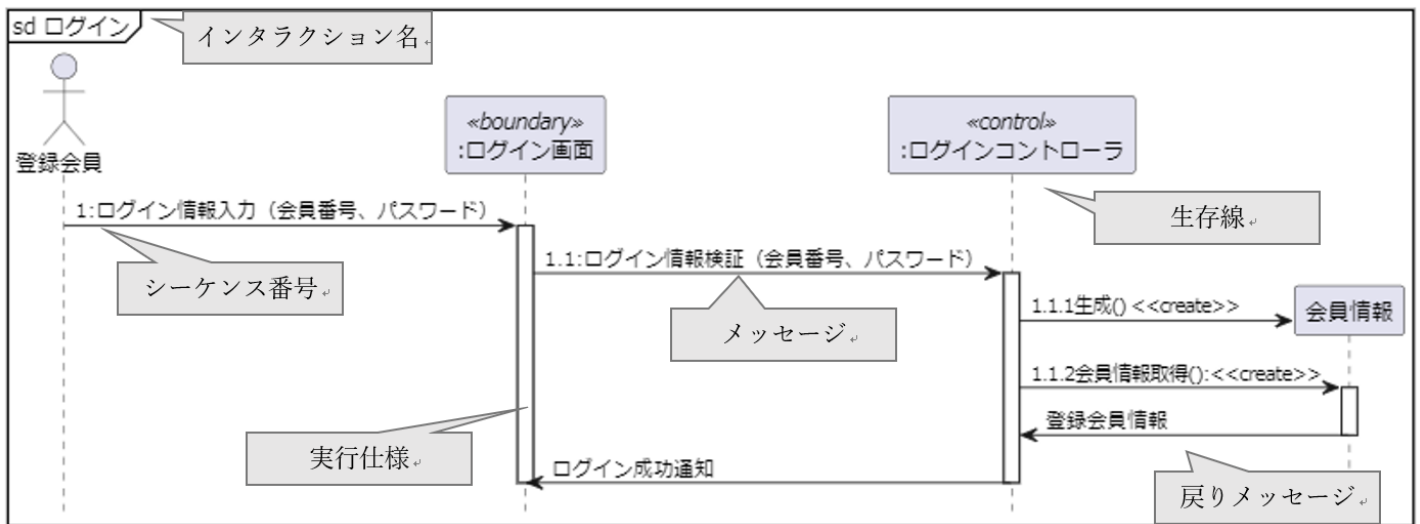 sd ログイン
インタラクション名
登録会員
«boundary»
:ログイン画面
«control»
:ログインコントローラ
生存線
1:ログイン情報入力（会員番号、パスワード）
シーケンス番号
1.1:ログイン情報検証（会員番号、パスワード）
メッセージ
1.1.1生成() <<create>>
会員情報
1.1.2会員情報取得():<<create>>
登録会員情報
実行仕様
ログイン成功通知
戻りメッセージ